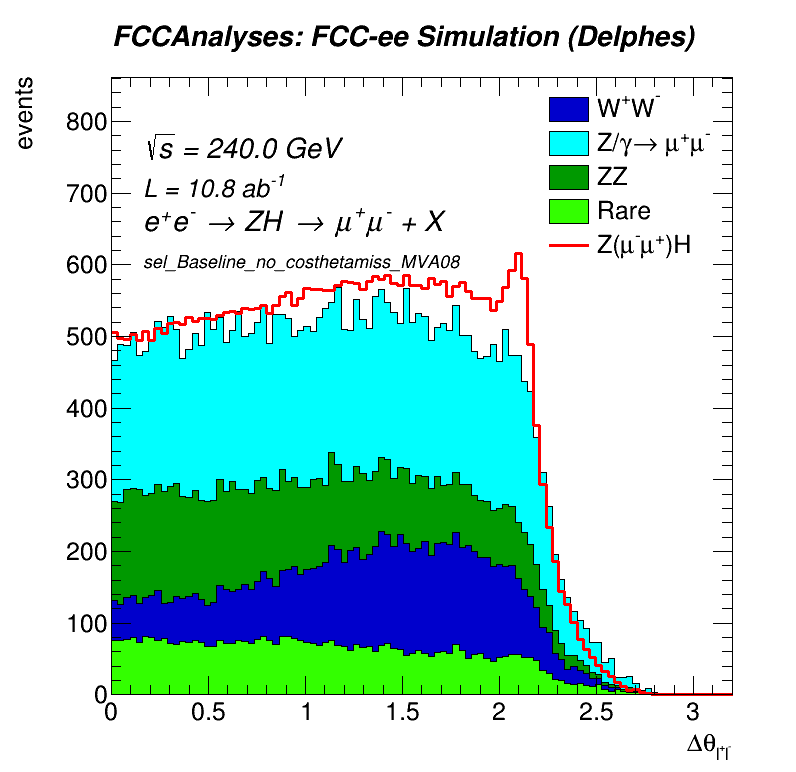 FCCAnalyses: FCC-ee Simulation (Delphes)
events
800
700
600
500
400
300
200
100
0
√s = 240.0 GeV
L = 10.8 ab⁻¹
e⁺e⁻ → ZH → μ⁺μ⁻ + X
sel_Baseline_no_costhetamiss_MVA08
W⁺W⁻
Z/γ→ μ⁺μ⁻
ZZ
Rare
Z(μ⁻μ⁺)H
0 0.5 1 1.5 2 2.5 3
Δθ_l⁺l⁻